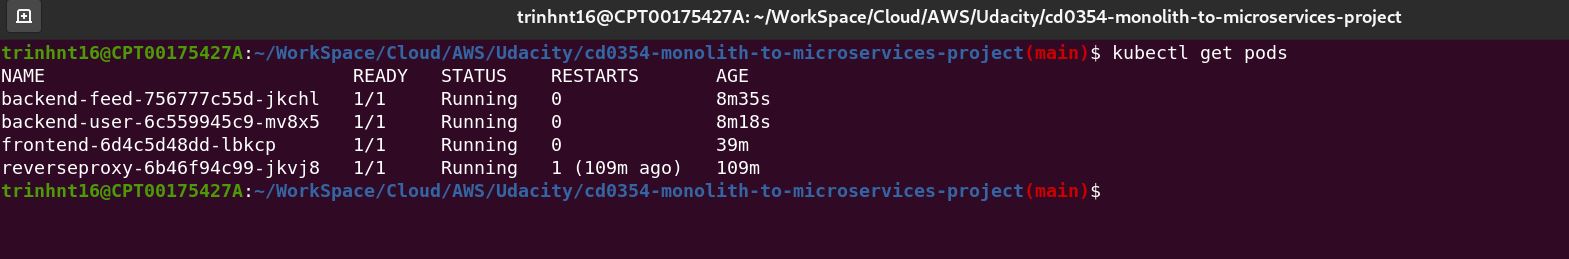 trinhnt16@CPT00175427A: ~/WorkSpace/Cloud/AWS/Udacity/cd0354-monolith-to-microservices-project
trinhnt16@CPT00175427A:~/WorkSpace/Cloud/AWS/Udacity/cd0354-monolith-to-microservices-project(main)$ kubectl get pods
NAME                            READY   STATUS    RESTARTS       AGE
backend-feed-756777c55d-jkchl   1/1     Running   0              8m35s
backend-user-6c559945c9-mv8x5   1/1     Running   0              8m18s
frontend-6d4c5d48dd-lbkcp       1/1     Running   0              39m
reverseproxy-6b46f94c99-jkvj8   1/1     Running   1 (109m ago)   109m
trinhnt16@CPT00175427A:~/WorkSpace/Cloud/AWS/Udacity/cd0354-monolith-to-microservices-project(main)$